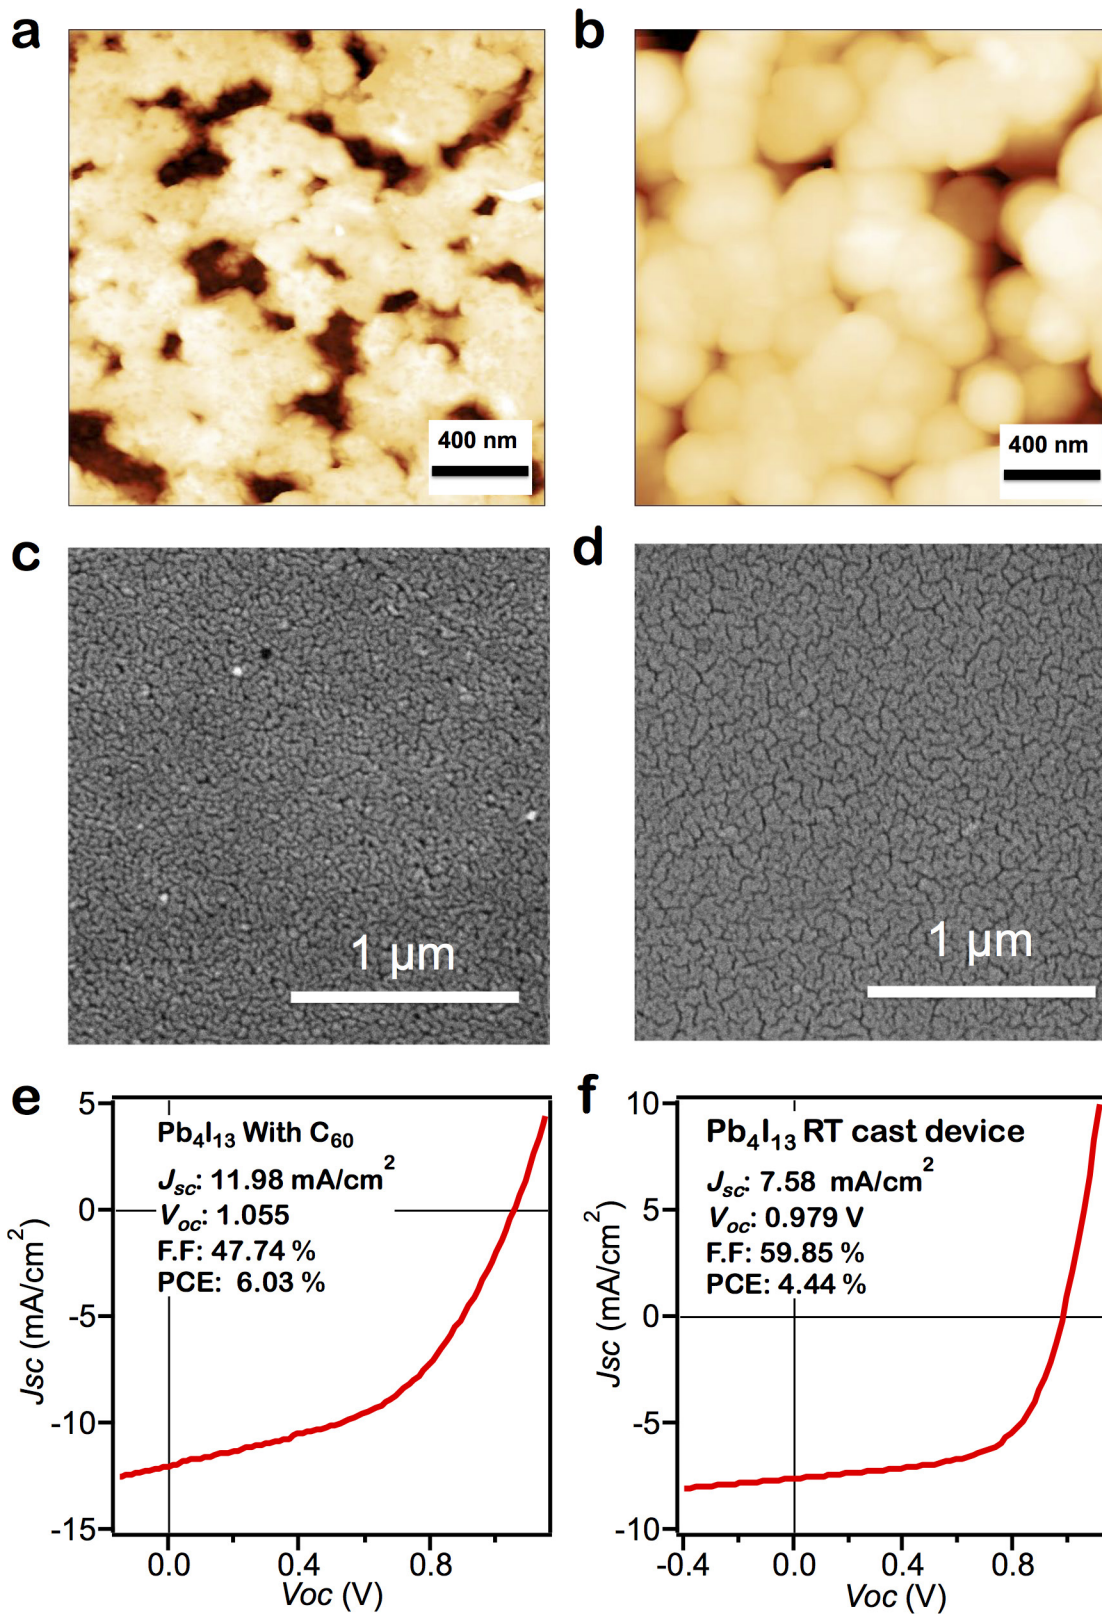 a
b
400 nm
400 nm
c
d
1 µm
1 µm
e
f
5
0
-5
-10
-15
Jsc (mA/cm²)
Pb₄I₁₃ With C₆₀
Jsc: 11.98 mA/cm²
Voc: 1.055
F.F: 47.74 %
PCE: 6.03 %
0.0 0.4 0.8
Voc (V)
10
5
0
-5
-10
Jsc (mA/cm²)
Pb₄I₁₃ RT cast device
Jsc: 7.58 mA/cm²
Voc: 0.979 V
F.F: 59.85 %
PCE: 4.44 %
-0.4 0.0 0.4 0.8
Voc (V)